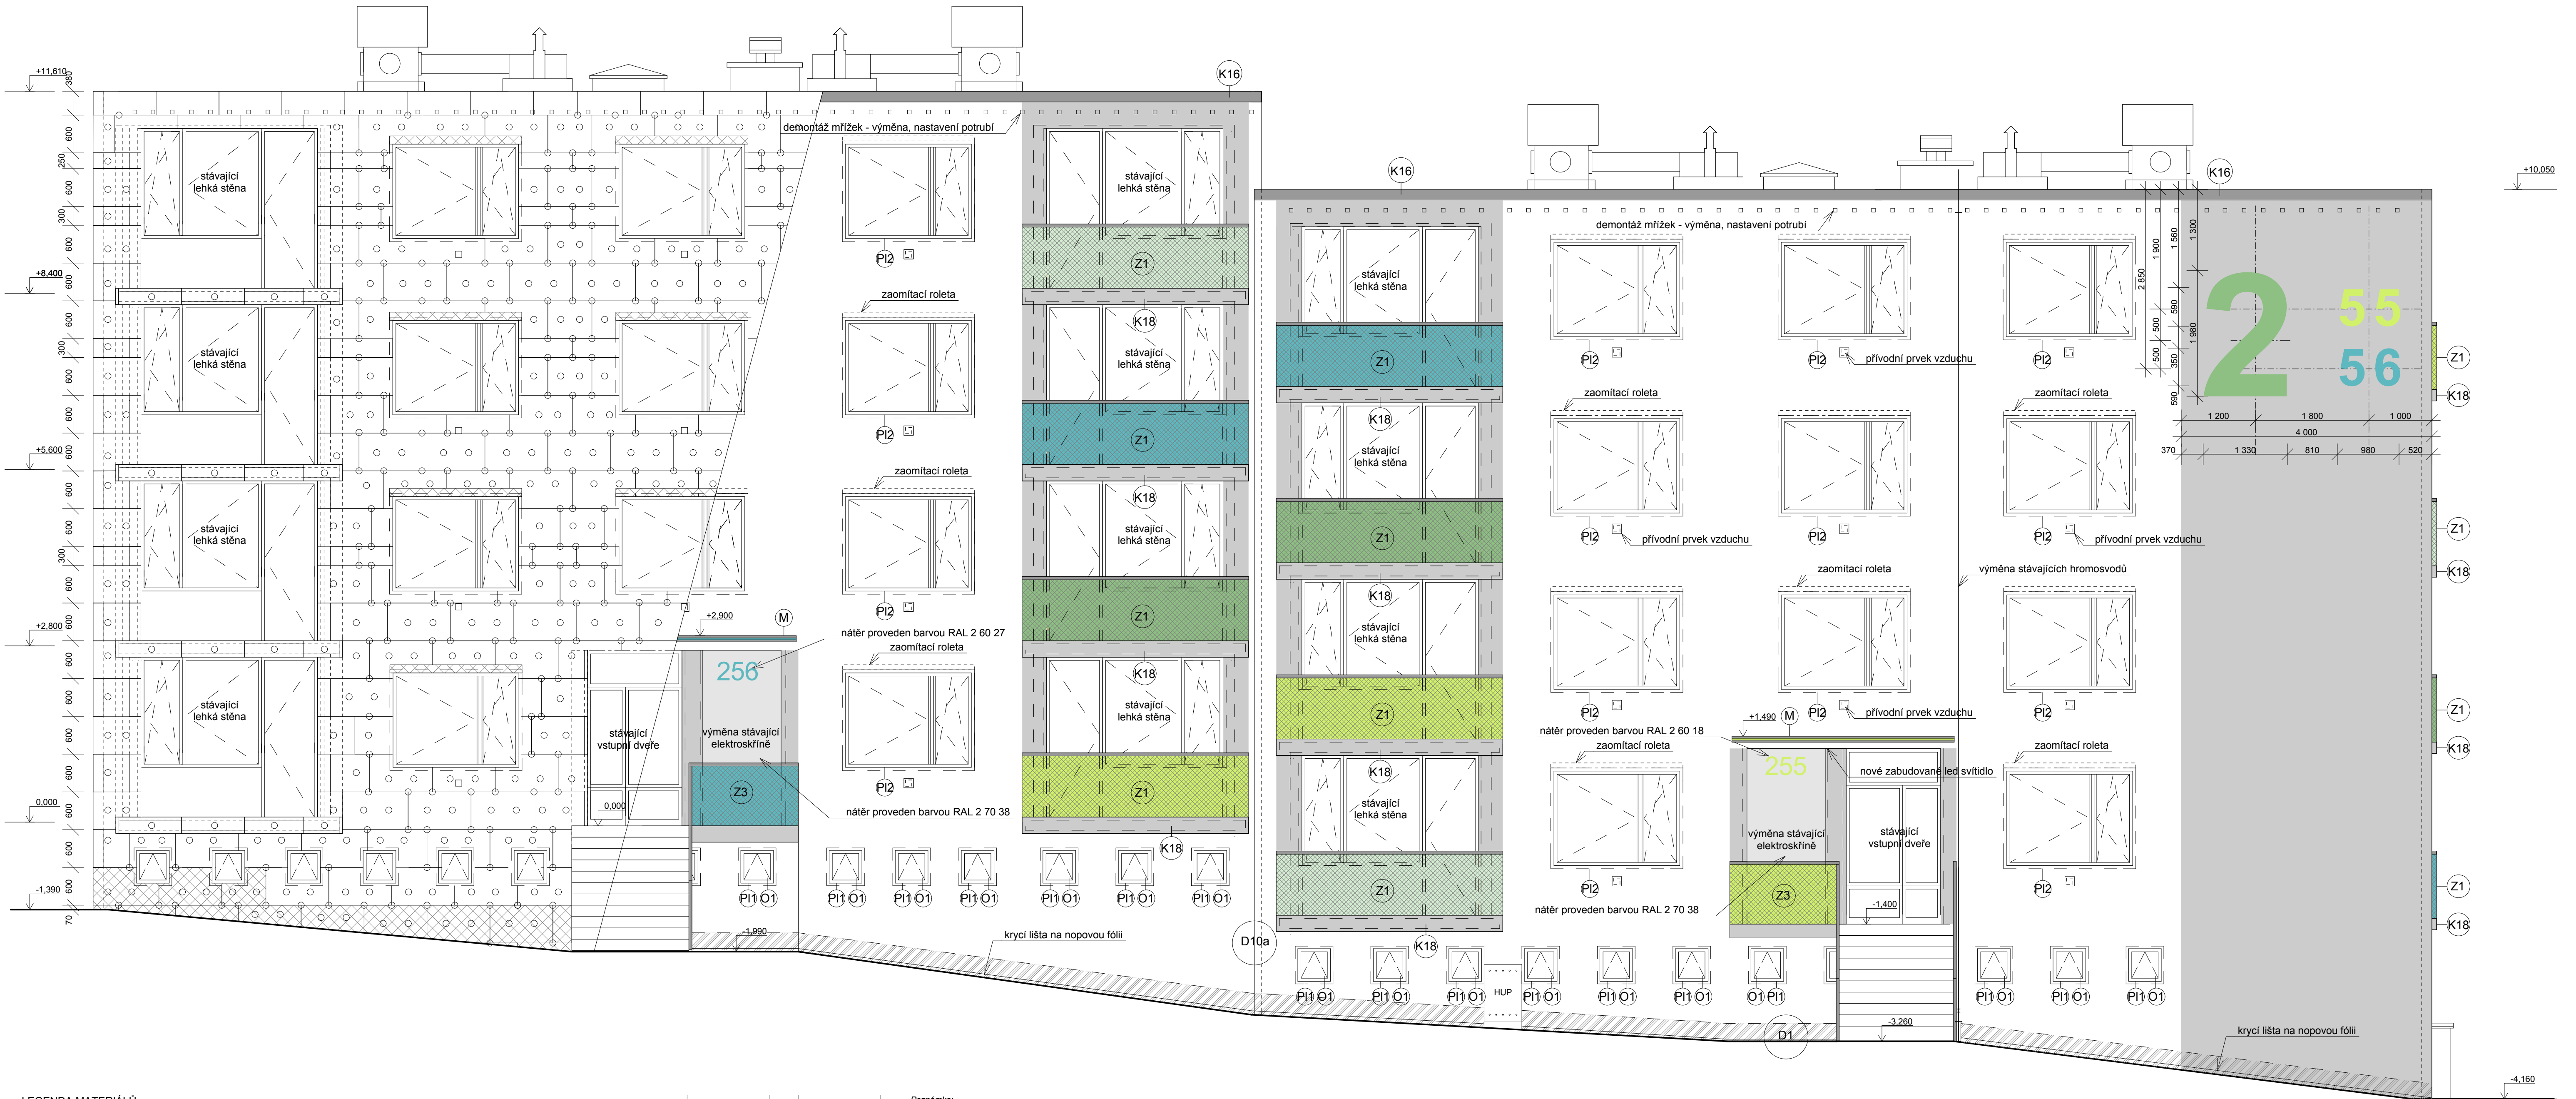 K16
+11,610
380
demontáž mřížek - výměna, nastavení potrubí
600
250
600
300
600
600
600
300
600
600
600
600
600
300
600
600
600
600
600
600
600
600
600
70
+8,400
+5,600
+2,800
0,000
-1,390
stávající
lehká stěna
stávající
lehká stěna
stávající
lehká stěna
stávající
lehká stěna
PI2
zaomítací roleta
PI2
zaomítací roleta
PI2
+2,900
M
nátěr proveden barvou RAL 2 60 27
zaomítací roleta
256
stávající
vstupní dveře
výměna stávající
elektroskříně
Z3
0,000
nátěr proveden barvou RAL 2 70 38
PI2
stávající
lehká stěna
Z1
K18
stávající
lehká stěna
Z1
K18
stávající
lehká stěna
Z1
K18
stávající
lehká stěna
Z1
K18
PI1 O1
PI1 O1
PI1 O1
PI1 O1
PI1 O1
PI1 O1
PI1 O1
-1,990
krycí lišta na nopovou fólii
D10a
K16
K16
+10,050
demontáž mřížek - výměna, nastavení potrubí
stávající
lehká stěna
Z1
K18
stávající
lehká stěna
Z1
K18
stávající
lehká stěna
Z1
K18
stávající
lehká stěna
Z1
K18
PI2
PI2
přívodní prvek vzduchu
PI2
zaomítací roleta
zaomítací roleta
PI2
přívodní prvek vzduchu
PI2
PI2
přívodní prvek vzduchu
zaomítací roleta
výměna stávajících hromosvodů
PI2
PI2
přívodní prvek vzduchu
PI2
+1,490
M
nátěr proveden barvou RAL 2 60 18
zaomítací roleta
zaomítací roleta
255
nové zabudované led svítidlo
výměna stávající
elektroskříně
stávající
vstupní dveře
Z3
nátěr proveden barvou RAL 2 70 38
-1,400
PI2
PI2
PI1 O1
PI1 O1
PI1 O1
HUP
PI1 O1
PI1 O1
PI1 O1
O1 PI1
PI1 O1
PI1 O1
PI1 O1
D1
-3,260
krycí lišta na nopovou fólii
-4,160
2 850
1 900
500
500
1 560
590
350
590
1 300
1 980
2
55
56
1 200
1 800
1 000
4 000
370
1 330
810
980
520
Z1
K18
Z1
K18
Z1
K18
Z1
K18